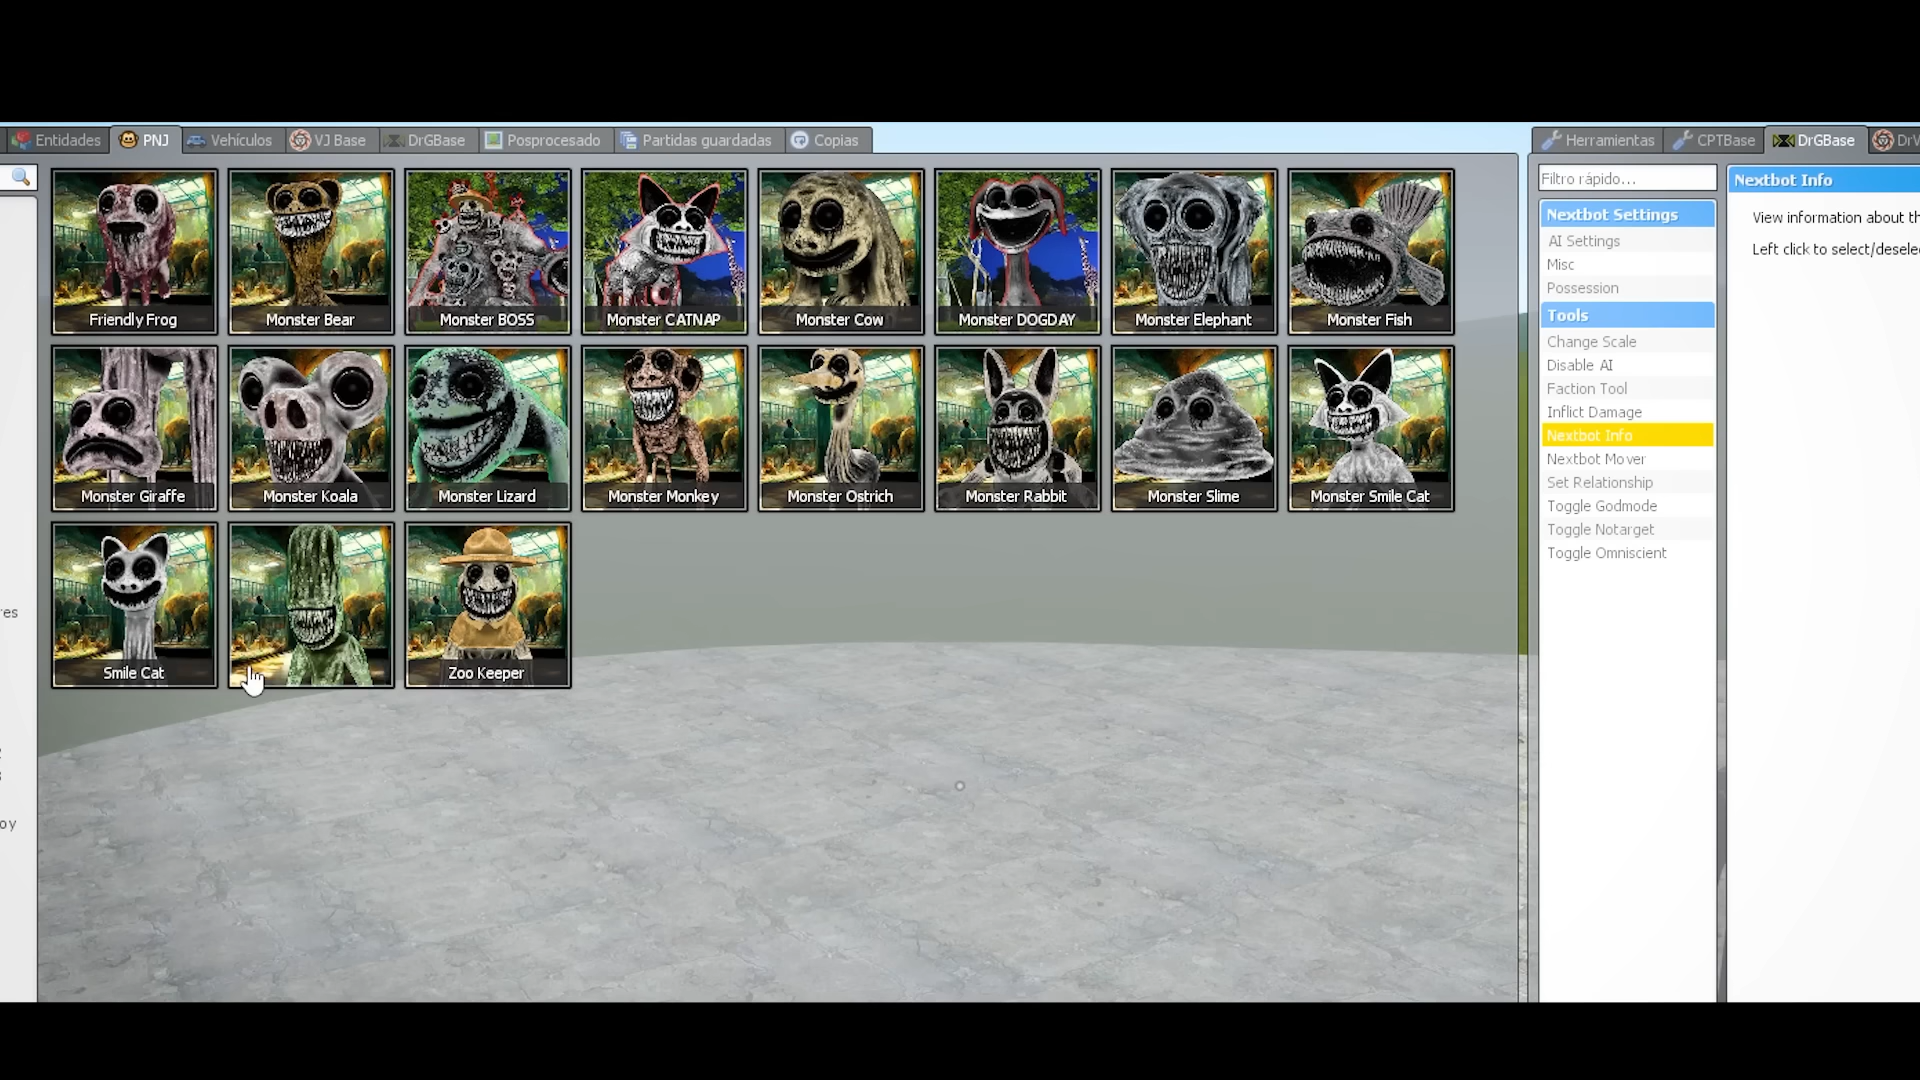 Entidades
PNJ
Vehículos
VJ Base
DrGBase
Posprocesado
Partidas guardadas
Copias
Herramientas
CPTBase
DrGBase
DrV
Friendly Frog
Monster Bear
Monster BOSS
Monster CATNAP
Monster Cow
Monster DOGDAY
Monster Elephant
Monster Fish
Monster Giraffe
Monster Koala
Monster Lizard
Monster Monkey
Monster Ostrich
Monster Rabbit
Monster Slime
Monster Smile Cat
Smile Cat
Zoo Keeper
res
oy
Filtro rápido...
Nextbot Settings
AI Settings
Misc
Possession
Tools
Change Scale
Disable AI
Faction Tool
Inflict Damage
Nextbot Info
Nextbot Mover
Set Relationship
Toggle Godmode
Toggle Notarget
Toggle Omniscient
Nextbot Info
View information about th
Left click to select/desele